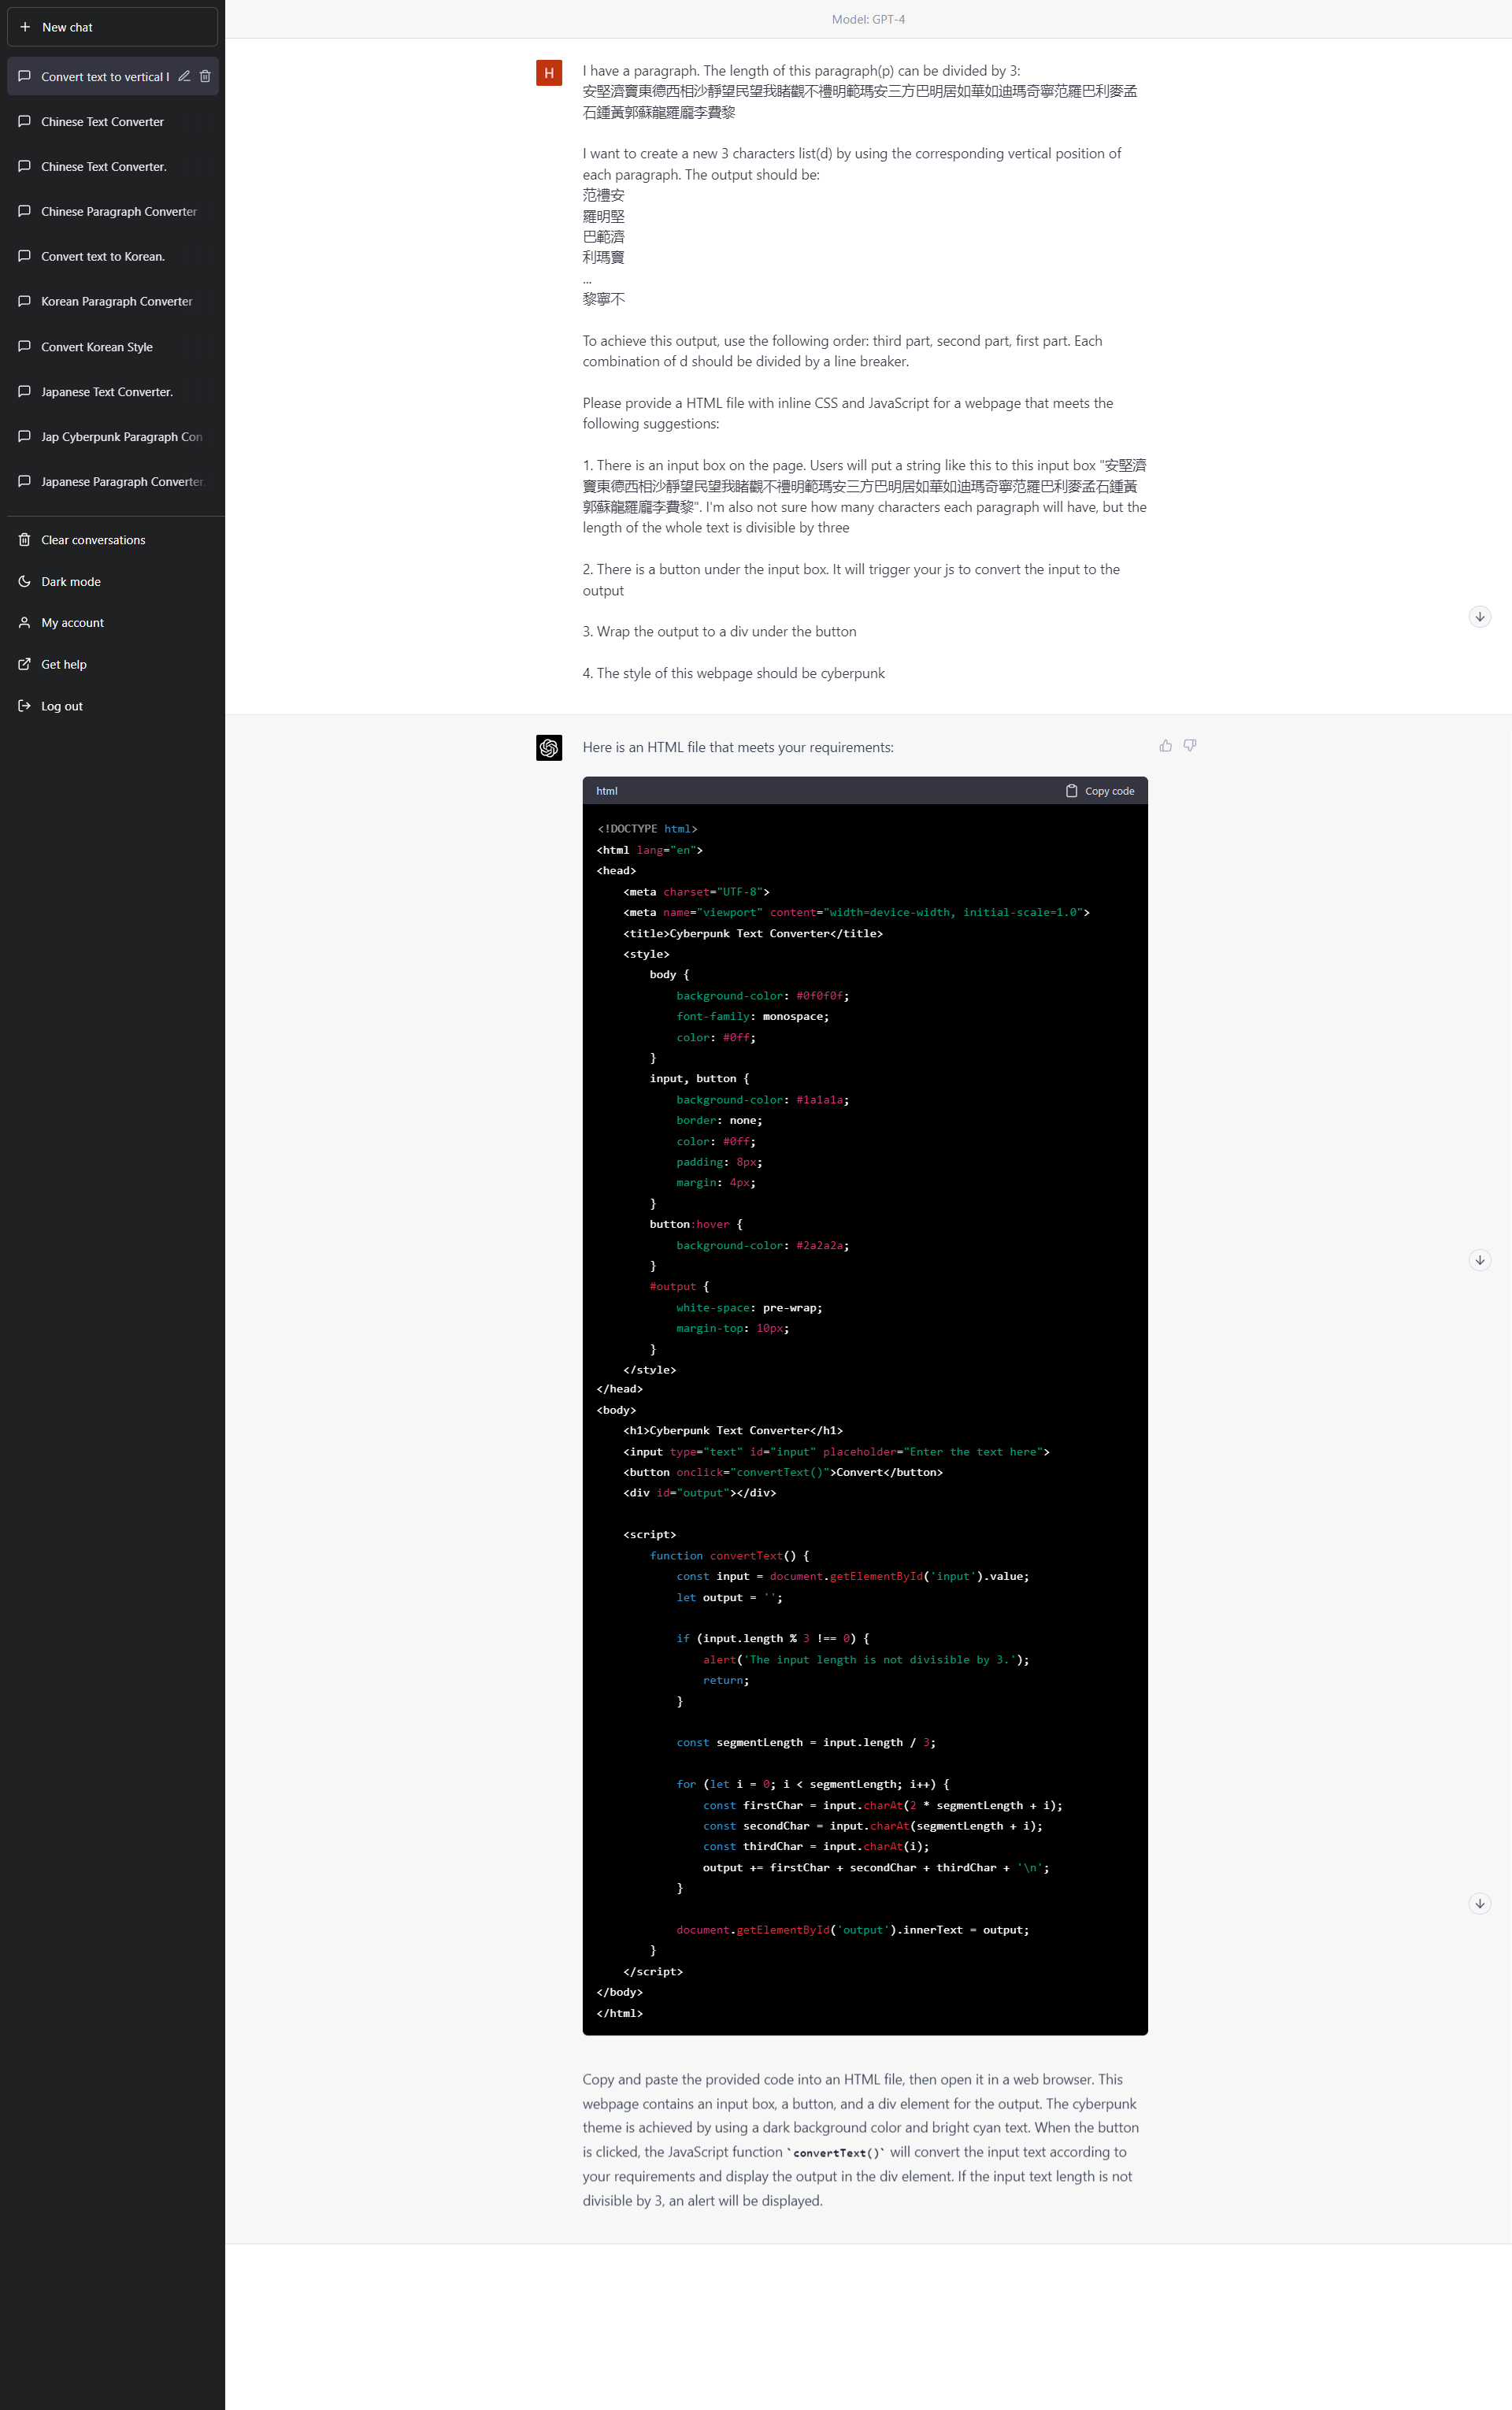 New chat
Convert text to vertical l
Chinese Text Converter
Chinese Text Converter.
Chinese Paragraph Converter
Convert text to Korean.
Korean Paragraph Converter
Convert Korean Style
Japanese Text Converter.
Jap Cyberpunk Paragraph Con
Japanese Paragraph Converter.
Clear conversations
Dark mode
My account
Get help
Log out
Model: GPT-4
H
I have a paragraph. The length of this paragraph(p) can be divided by 3:
安堅濟竇東德西相沙靜望民望我睹觀不禮明範瑪安三方巴明居如華如迪瑪奇寧范羅巴利麥孟
石鍾黃郭蘇龍羅龐李費黎
I want to create a new 3 characters list(d) by using the corresponding vertical position of
each paragraph. The output should be:
范禮安
羅明堅
巴範濟
利瑪竇
...
黎寧不
To achieve this output, use the following order: third part, second part, first part. Each
combination of d should be divided by a line breaker.
Please provide a HTML file with inline CSS and JavaScript for a webpage that meets the
following suggestions:
1. There is an input box on the page. Users will put a string like this to this input box "安堅濟
竇東德西相沙靜望民望我睹觀不禮明範瑪安三方巴明居如華如迪瑪奇寧范羅巴利麥孟石鍾黃
郭蘇龍羅龐李費黎". I'm also not sure how many characters each paragraph will have, but the
length of the whole text is divisible by three
2. There is a button under the input box. It will trigger your js to convert the input to the
output
3. Wrap the output to a div under the button
4. The style of this webpage should be cyberpunk
Here is an HTML file that meets your requirements:
html
Copy code
<!DOCTYPE html>
<html lang="en">
<head>
    <meta charset="UTF-8">
    <meta name="viewport" content="width=device-width, initial-scale=1.0">
    <title>Cyberpunk Text Converter</title>
    <style>
        body {
            background-color: #0f0f0f;
            font-family: monospace;
            color: #0ff;
        }
        input, button {
            background-color: #1a1a1a;
            border: none;
            color: #0ff;
            padding: 8px;
            margin: 4px;
        }
        button:hover {
            background-color: #2a2a2a;
        }
        #output {
            white-space: pre-wrap;
            margin-top: 10px;
        }
    </style>
</head>
<body>
    <h1>Cyberpunk Text Converter</h1>
    <input type="text" id="input" placeholder="Enter the text here">
    <button onclick="convertText()">Convert</button>
    <div id="output"></div>
    <script>
        function convertText() {
            const input = document.getElementById('input').value;
            let output = '';
            if (input.length % 3 !== 0) {
                alert('The input length is not divisible by 3.');
                return;
            }
            const segmentLength = input.length / 3;
            for (let i = 0; i < segmentLength; i++) {
                const firstChar = input.charAt(2 * segmentLength + i);
                const secondChar = input.charAt(segmentLength + i);
                const thirdChar = input.charAt(i);
                output += firstChar + secondChar + thirdChar + '\n';
            }
            document.getElementById('output').innerText = output;
        }
    </script>
</body>
</html>
Copy and paste the provided code into an HTML file, then open it in a web browser. This
webpage contains an input box, a button, and a div element for the output. The cyberpunk
theme is achieved by using a dark background color and bright cyan text. When the button
is clicked, the JavaScript function `convertText()` will convert the input text according to
your requirements and display the output in the div element. If the input text length is not
divisible by 3, an alert will be displayed.